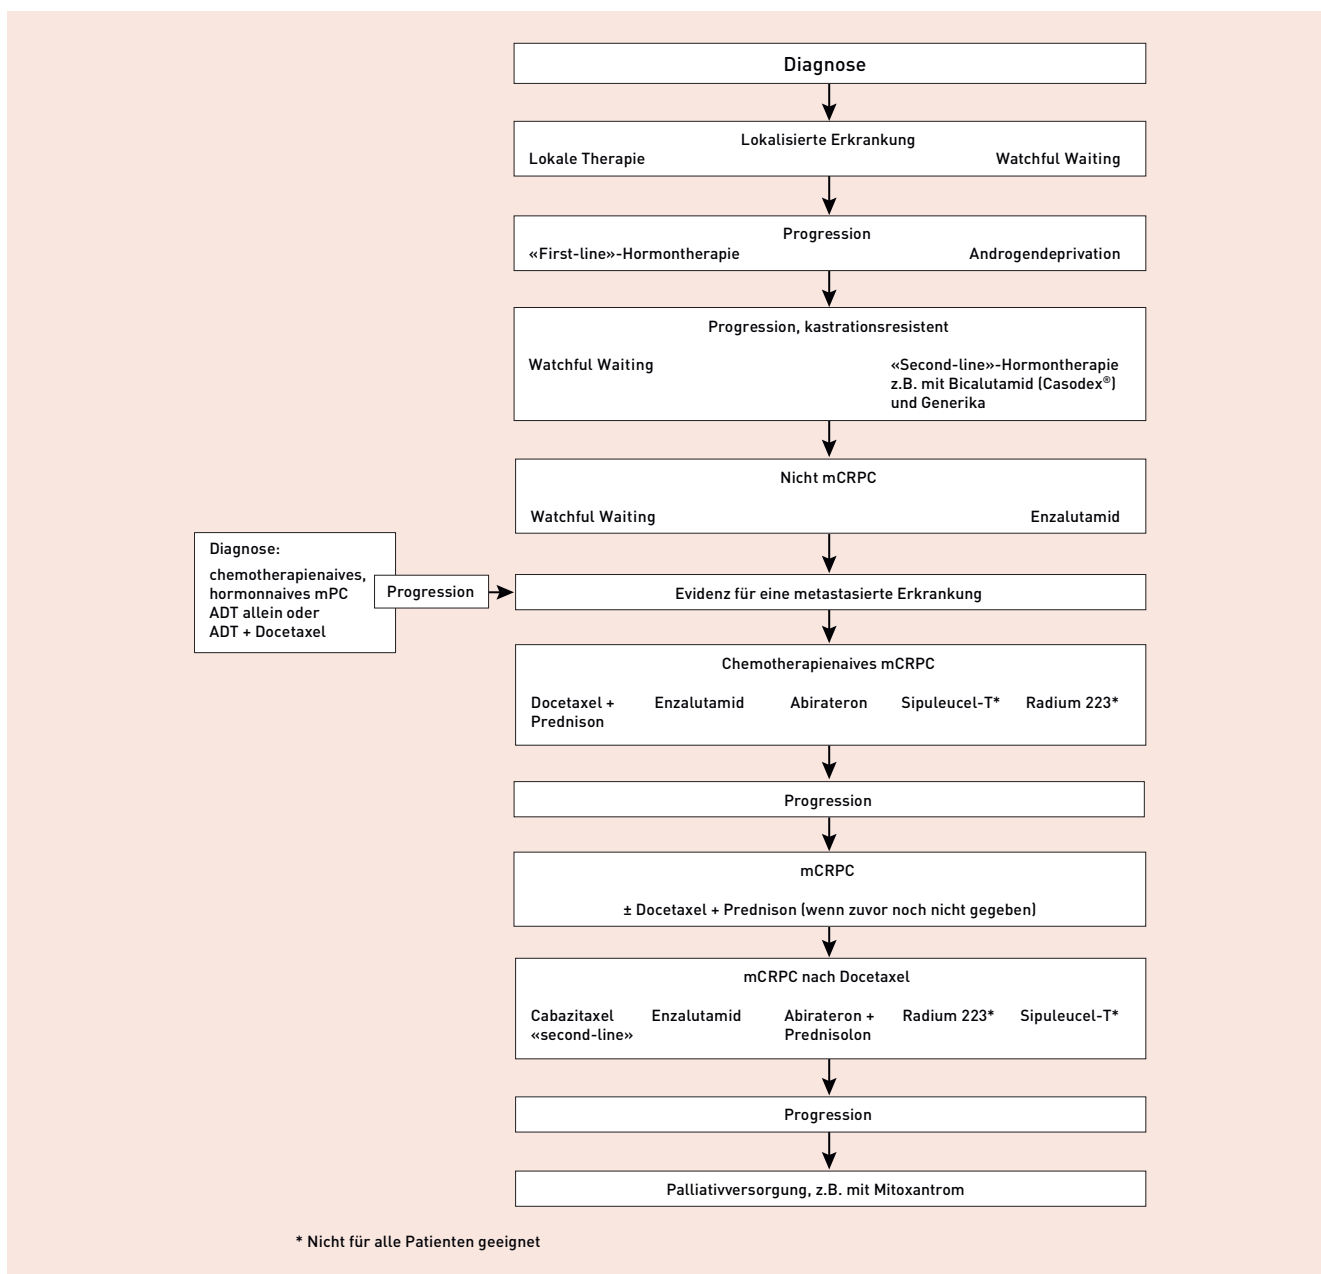 Diagnose
Lokalisierte Erkrankung
Lokale Therapie Watchful Waiting
Progression
«First-line»-Hormontherapie Androgendeprivation
Progression, kastrationsresistent
Watchful Waiting «Second-line»-Hormontherapie
z.B. mit Bicalutamid (Casodex®)
und Generika
Nicht mCRPC
Watchful Waiting Enzalutamid
Diagnose:
chemotherapienaives,
hormonnaives mPC
ADT allein oder
ADT + Docetaxel
Progression
Evidenz für eine metastasierte Erkrankung
Chemotherapienaives mCRPC
Docetaxel + Enzalutamid Abirateron Sipuleucel-T* Radium 223*
Prednison
Progression
mCRPC
± Docetaxel + Prednison (wenn zuvor noch nicht gegeben)
mCRPC nach Docetaxel
Cabazitaxel Enzalutamid Abirateron + Radium 223* Sipuleucel-T*
«second-line» Prednisolon
Progression
Palliativversorgung, z.B. mit Mitoxantrom
* Nicht für alle Patienten geeignet